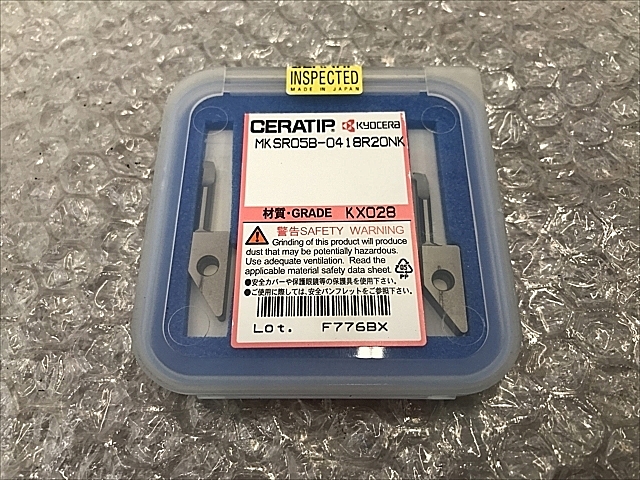 INSPECTED
MADE IN JAPAN
CERATIP KYOCERA
MKSR05B-0418R20NK
材質・GRADE KX028
警告SAFETY WARNING
Grinding of this product will produce
dust that may be potentially hazardous.
Use adequate ventilation. Read the
applicable material safety data sheet.
PP
●安全カバーや保護眼鏡等の保護具を使用下さい。
●ご使用に際しては、安全パンフレットをご参照下さい。
Lot. F776BX